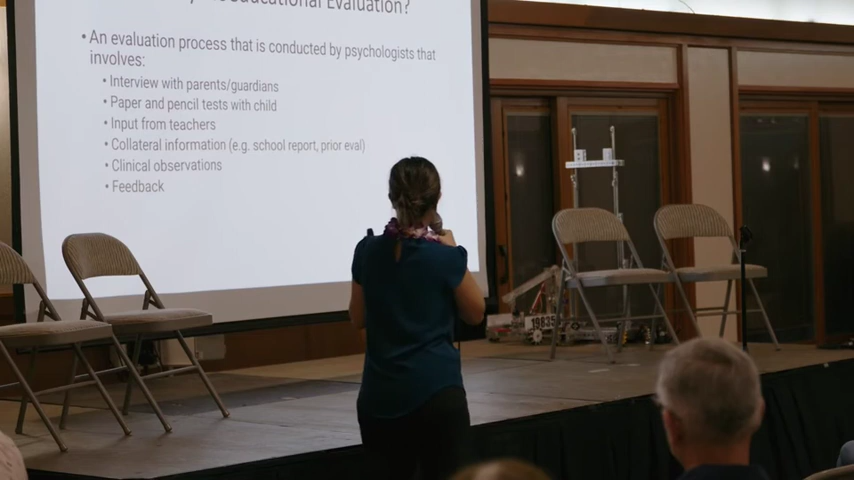 Evaluation?
• An evaluation process that is conducted by psychologists that
involves:
• Interview with parents/guardians
• Paper and pencil tests with child
• Input from teachers
• Collateral information (e.g. school report, prior eval)
• Clinical observations
• Feedback